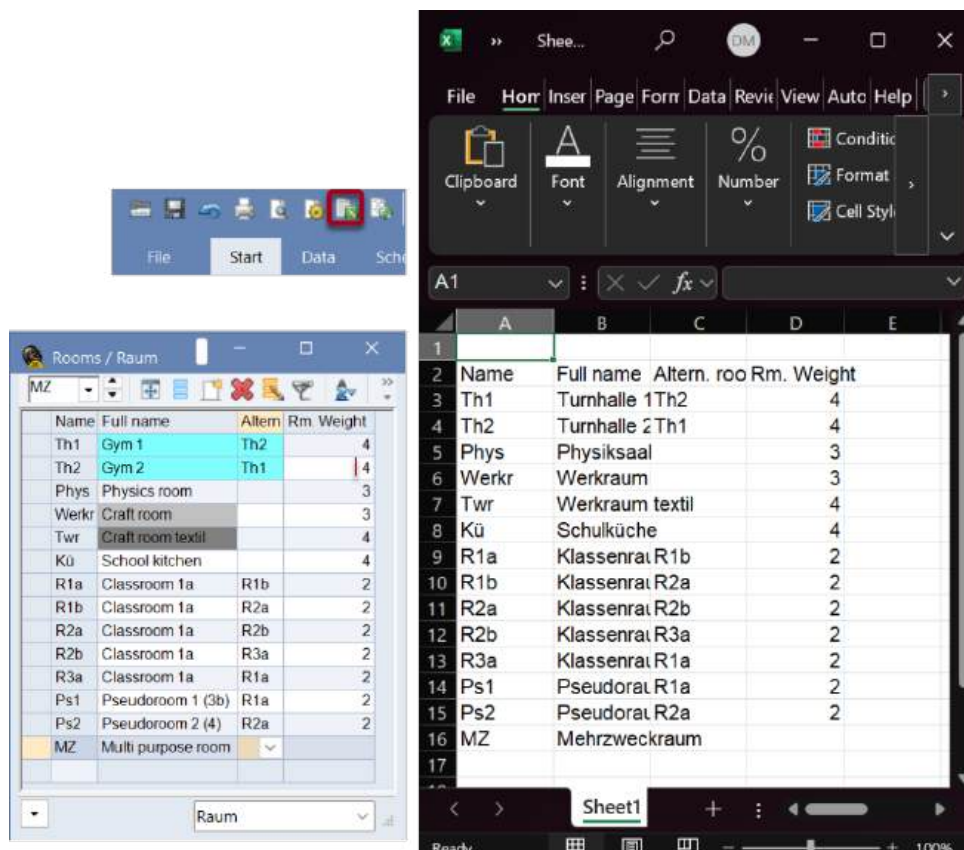 File Start Data Sche
Rooms / Raum
MZ
Name Full name Altern Rm. Weight
Th1 Gym 1 Th2 4
Th2 Gym 2 Th1 4
Phys Physics room 3
Werkr Craft room 3
Twr Craft room textil 4
Kü School kitchen 4
R1a Classroom 1a R1b 2
R1b Classroom 1a R2a 2
R2a Classroom 1a R2b 2
R2b Classroom 1a R3a 2
R3a Classroom 1a R1a 2
Ps1 Pseudoroom 1 (3b) R1a 2
Ps2 Pseudoroom 2 (4) R2a 2
MZ Multi purpose room
Raum
Shee... DM
File Hom Inser Page Form Data Revie View Auto Help
Clipboard Font Alignment Number
Conditic
Format
Cell Styl
A1 fx
A B C D E
1
2 Name Full name Altern. roo Rm. Weight
3 Th1 Turnhalle 1 Th2 4
4 Th2 Turnhalle 2 Th1 4
5 Phys Physiksaal 3
6 Werkr Werkraum 3
7 Twr Werkraum textil 4
8 Kü Schulküche 4
9 R1a Klassenrau R1b 2
10 R1b Klassenrau R2a 2
11 R2a Klassenrau R2b 2
12 R2b Klassenrau R3a 2
13 R3a Klassenrau R1a 2
14 Ps1 Pseudorau R1a 2
15 Ps2 Pseudorau R2a 2
16 MZ Mehrzweckraum
17
Sheet1
Ready 100%